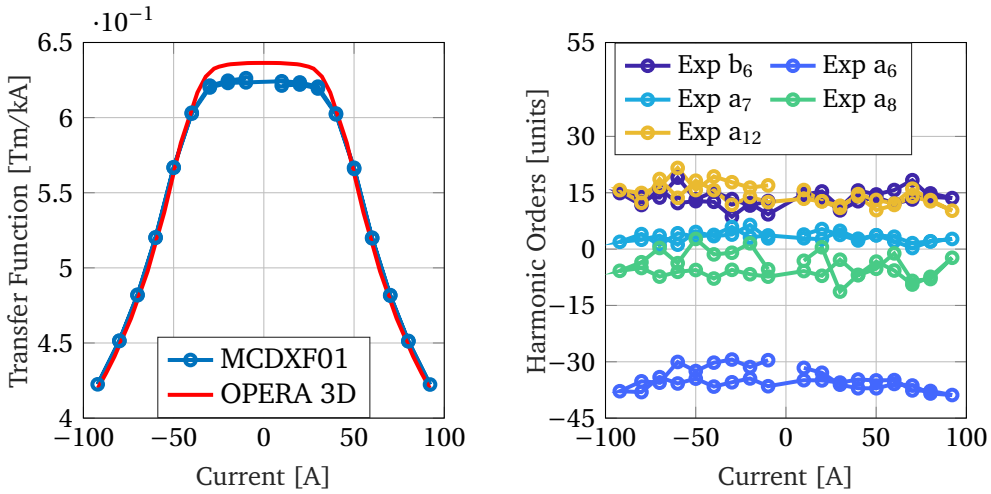 ·10⁻¹
6.5
6
5.5
5
4.5
4
−100
−50
0
50
100
Transfer Function [Tm/kA]
Current [A]
MCDXF01
OPERA 3D
55
30
15
0
−15
−30
−45
−100
−50
0
50
100
Harmonic Orders [units]
Current [A]
Exp b₆ Exp a₆
Exp a₇ Exp a₈
Exp a₁₂